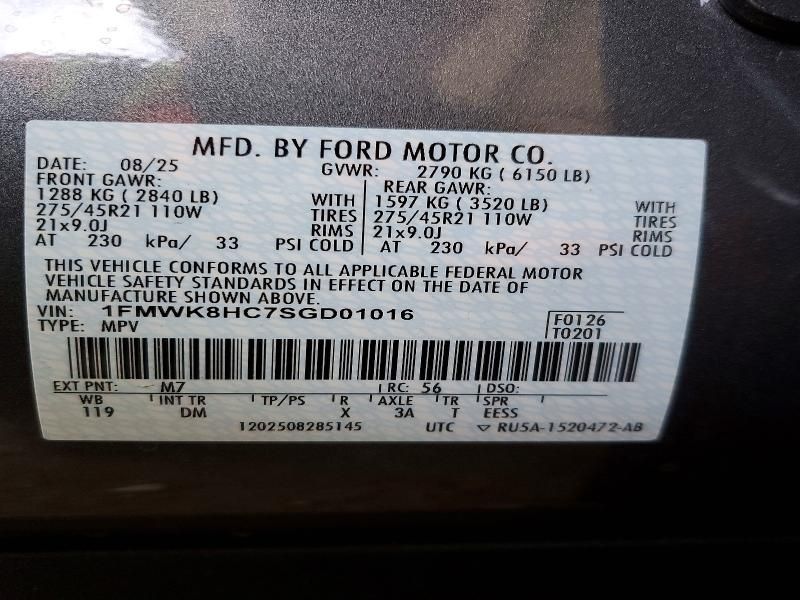 MFD. BY FORD MOTOR CO.
DATE: 08/25 GVWR: 2790 KG ( 6150 LB)
FRONT GAWR: REAR GAWR:
1288 KG ( 2840 LB) WITH 1597 KG ( 3520 LB) WITH
275/45R21 110W TIRES 275/45R21 110W TIRES
21x9.0J RIMS 21x9.0J RIMS
AT 230 kPa/ 33 PSI COLD AT 230 kPa/ 33 PSI COLD
THIS VEHICLE CONFORMS TO ALL APPLICABLE FEDERAL MOTOR
VEHICLE SAFETY STANDARDS IN EFFECT ON THE DATE OF
MANUFACTURE SHOWN ABOVE.
VIN: 1FMWK8HC7SGD01016 F0126
TYPE: MPV T0201
EXT PNT: M7 RC: 56 DSO:
WB INT TR TP/PS R AXLE TR SPR
119 DM X 3A T EESS
1202508285145 UTC ▽ RU5A-1520472-AB